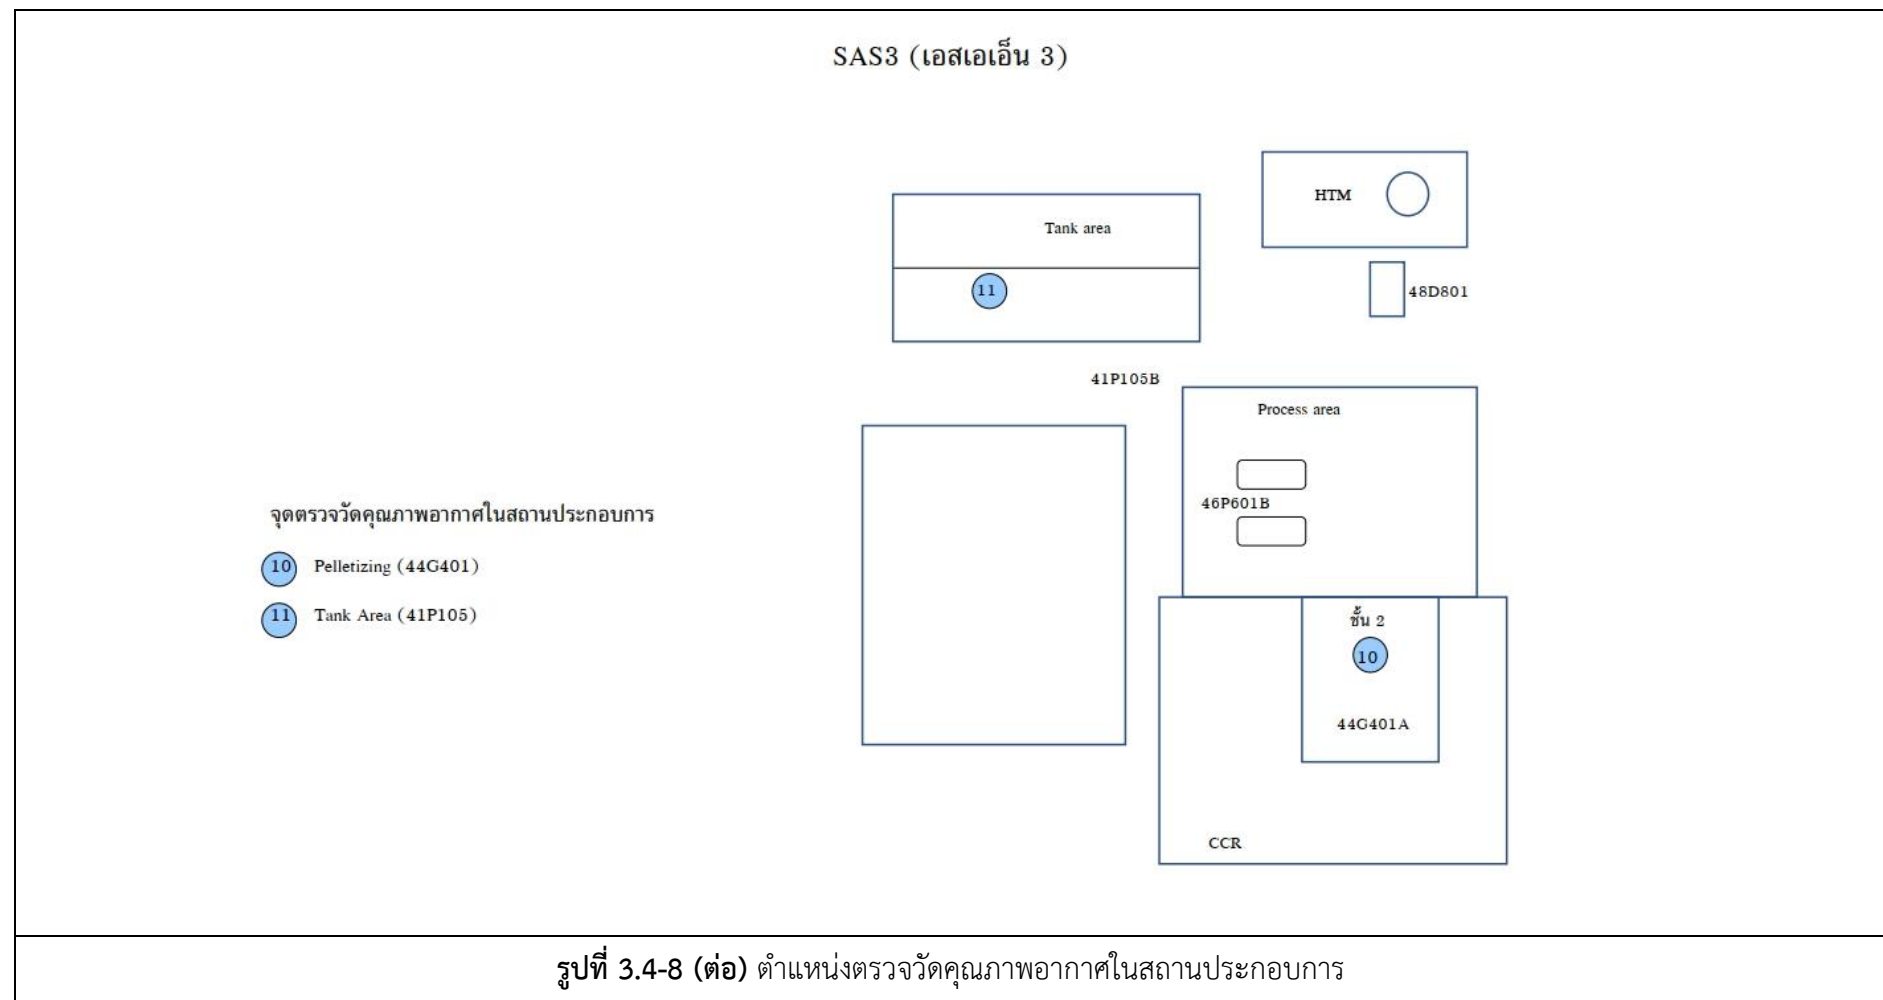 SAS3 (เอสเอเอ็น 3)
HTM
Tank area
11
48D801
41P105B
Process area
46P601B
จุดตรวจวัดคุณภาพอากาศในสถานประกอบการ
10 Pelletizing (44G401)
11 Tank Area (41P105)
ชั้น 2
10
44G401A
CCR
รูปที่ 3.4-8 (ต่อ) ตำแหน่งตรวจวัดคุณภาพอากาศในสถานประกอบการ